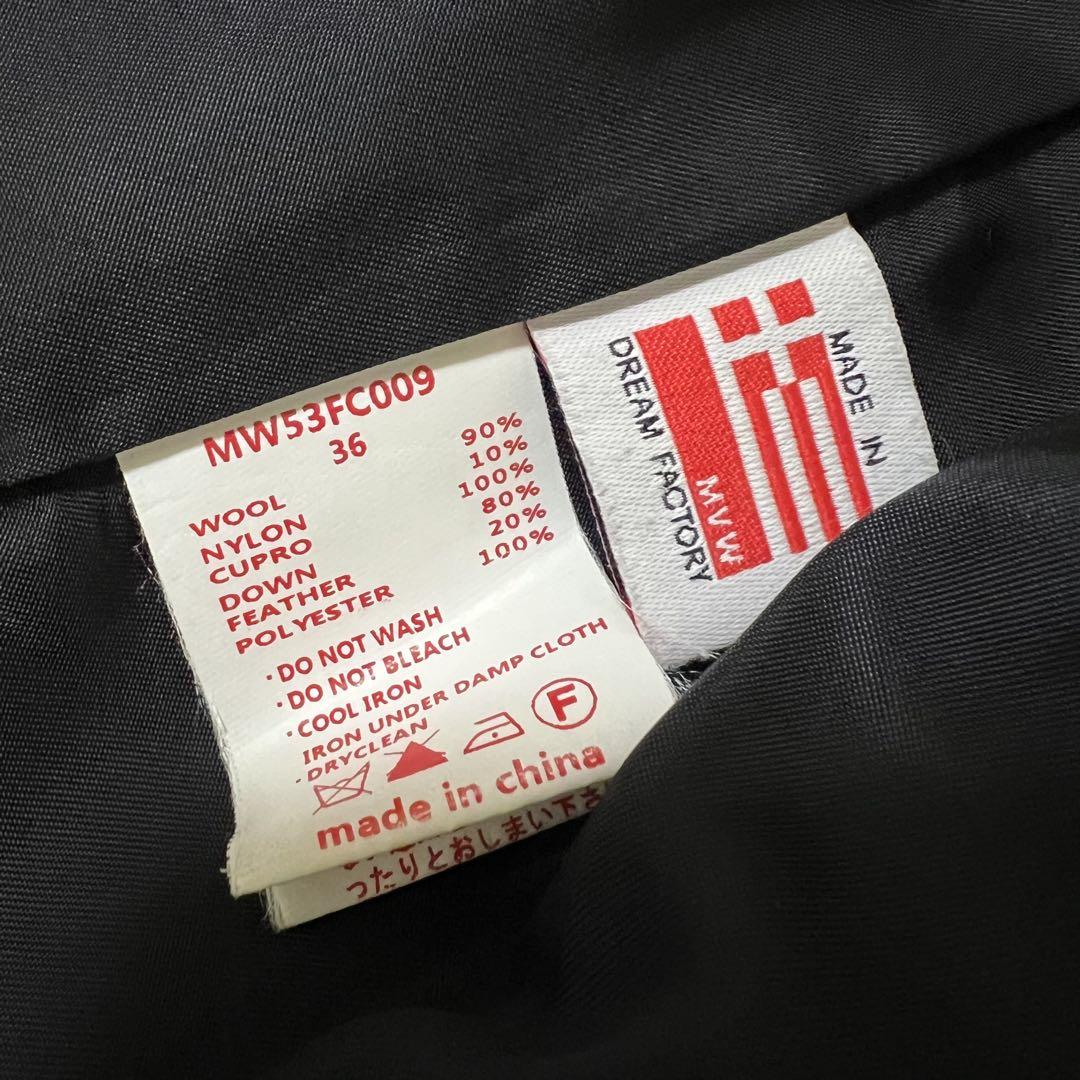 MW53FC009
36
WOOL 90%
NYLON 10%
CUPRO 100%
DOWN 80%
FEATHER 20%
POLYESTER 100%
・DO NOT WASH
・DO NOT BLEACH
・COOL IRON
IRON UNDER DAMP CLOTH
・DRYCLEAN
F
made in china
ったりとおしまい下さ
DREAM FACTORY
MVW
MADE IN